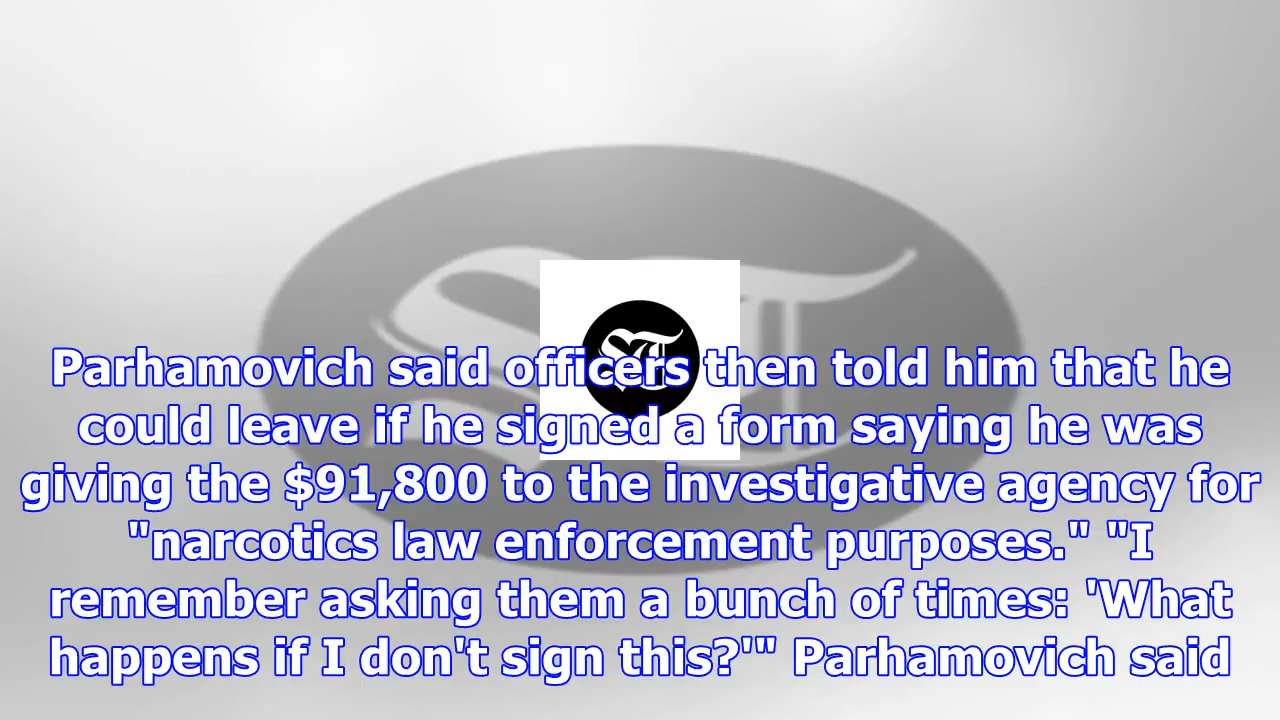 Parhamovich said officers then told him that he
could leave if he signed a form saying he was
giving the $91,800 to the investigative agency for
"narcotics law enforcement purposes." "I
remember asking them a bunch of times: 'What
happens if I don't sign this?'" Parhamovich said
ST